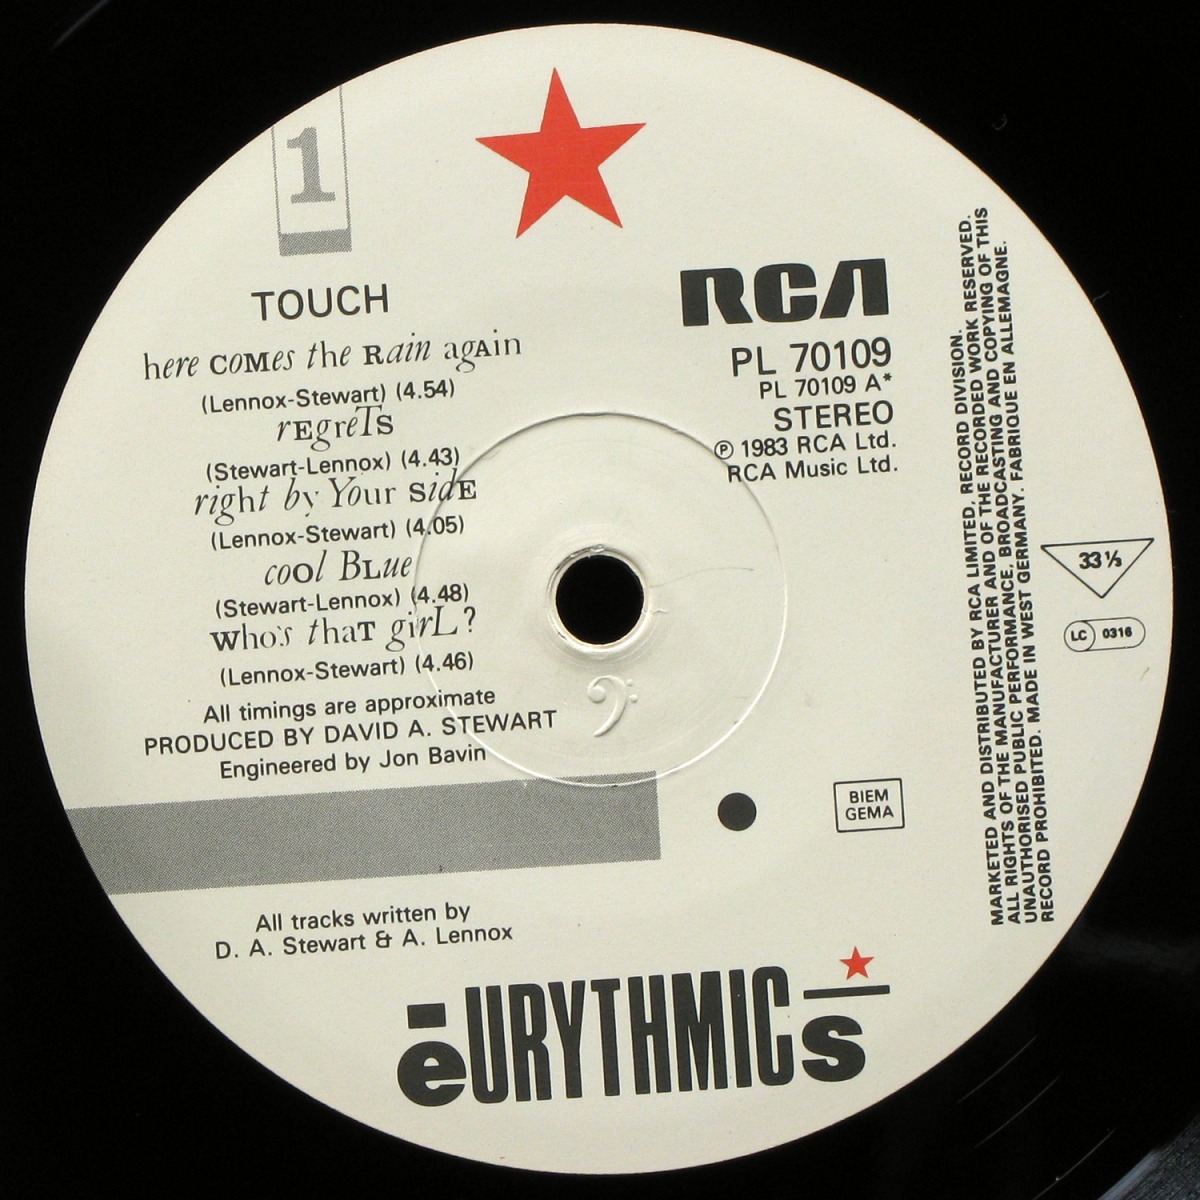 1
TOUCH
here COMes the Rain agAin
(Lennox-Stewart) (4.54)
rEgreTs
(Stewart-Lennox) (4.43)
right by Your SidE
(Lennox-Stewart) (4.05)
coOl BLue
(Stewart-Lennox) (4.48)
Who's thaT girL?
(Lennox-Stewart) (4.46)
All timings are approximate
PRODUCED BY DAVID A. STEWART
Engineered by Jon Bavin
RCA
PL 70109
PL 70109 A*
STEREO
℗ 1983 RCA Ltd.
RCA Music Ltd.
MARKETED AND DISTRIBUTED BY RCA LIMITED, RECORD DIVISION.
ALL RIGHTS OF THE MANUFACTURER AND OF THE RECORDED WORK RESERVED.
UNAUTHORISED PUBLIC PERFORMANCE, BROADCASTING AND COPYING OF THIS
RECORD PROHIBITED. MADE IN WEST GERMANY. FABRIQUE EN ALLEMAGNE.
33 ⅓
LC 0316
BIEM
GEMA
All tracks written by
D. A. Stewart & A. Lennox
eURYTHMICs